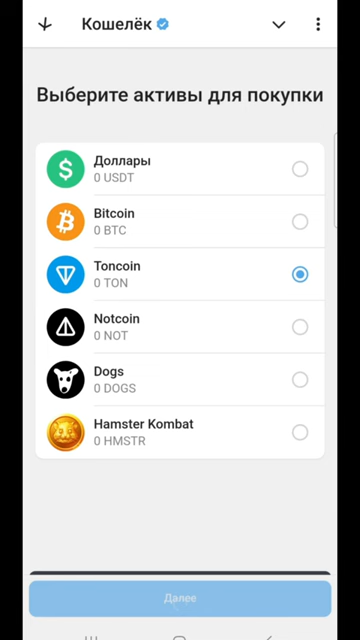 Кошелёк
Выберите активы для покупки
Доллары
0 USDT
Bitcoin
0 BTC
Toncoin
0 TON
Notcoin
0 NOT
Dogs
0 DOGS
Hamster Kombat
0 HMSTR
Далее